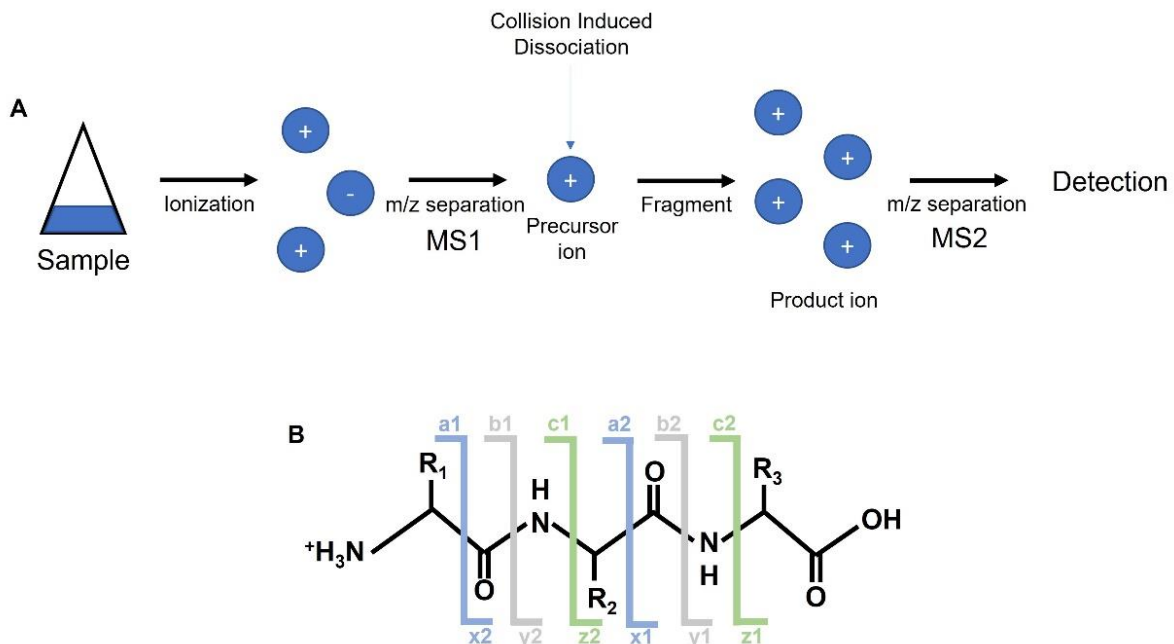 Collision Induced
Dissociation
A
+
-
+
+
+
+
+
+
Ionization
m/z separation
MS1
Precursor
ion
Fragment
m/z separation
MS2
Detection
Sample
Product ion
B
a1 b1 c1 a2 b2 c2
R1
H
N
O
R3
OH
+H3N
O
R2
N
H
O
x2 y2 z2 x1 y1 z1